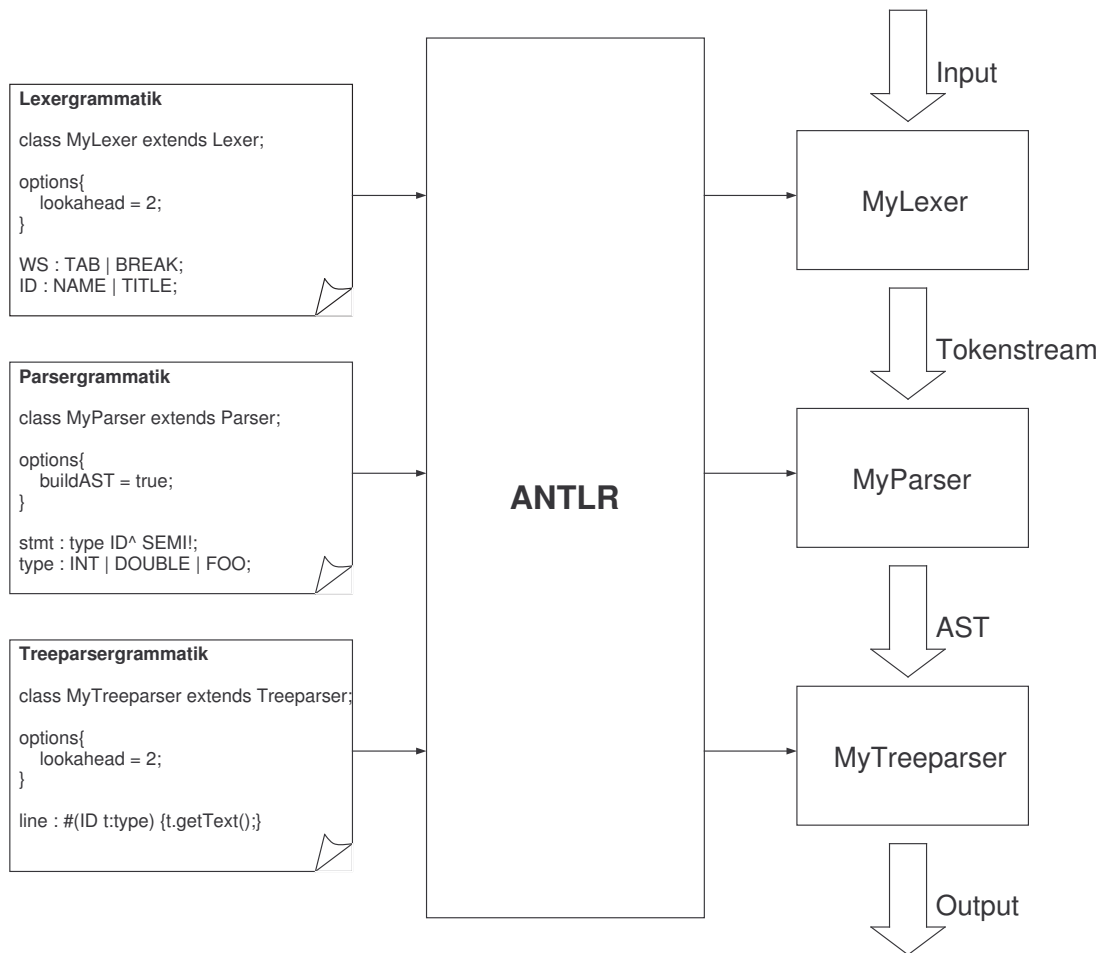 Lexergrammatik
class MyLexer extends Lexer;
options{
lookahead = 2;
}
WS : TAB | BREAK;
ID : NAME | TITLE;
Parsergrammatik
class MyParser extends Parser;
options{
buildAST = true;
}
stmt : type ID^ SEMI!;
type : INT | DOUBLE | FOO;
Treeparsergrammatik
class MyTreeparser extends Treeparser;
options{
lookahead = 2;
}
line : #(ID t:type) {t.getText();}
ANTLR
Input
MyLexer
Tokenstream
MyParser
AST
MyTreeparser
Output